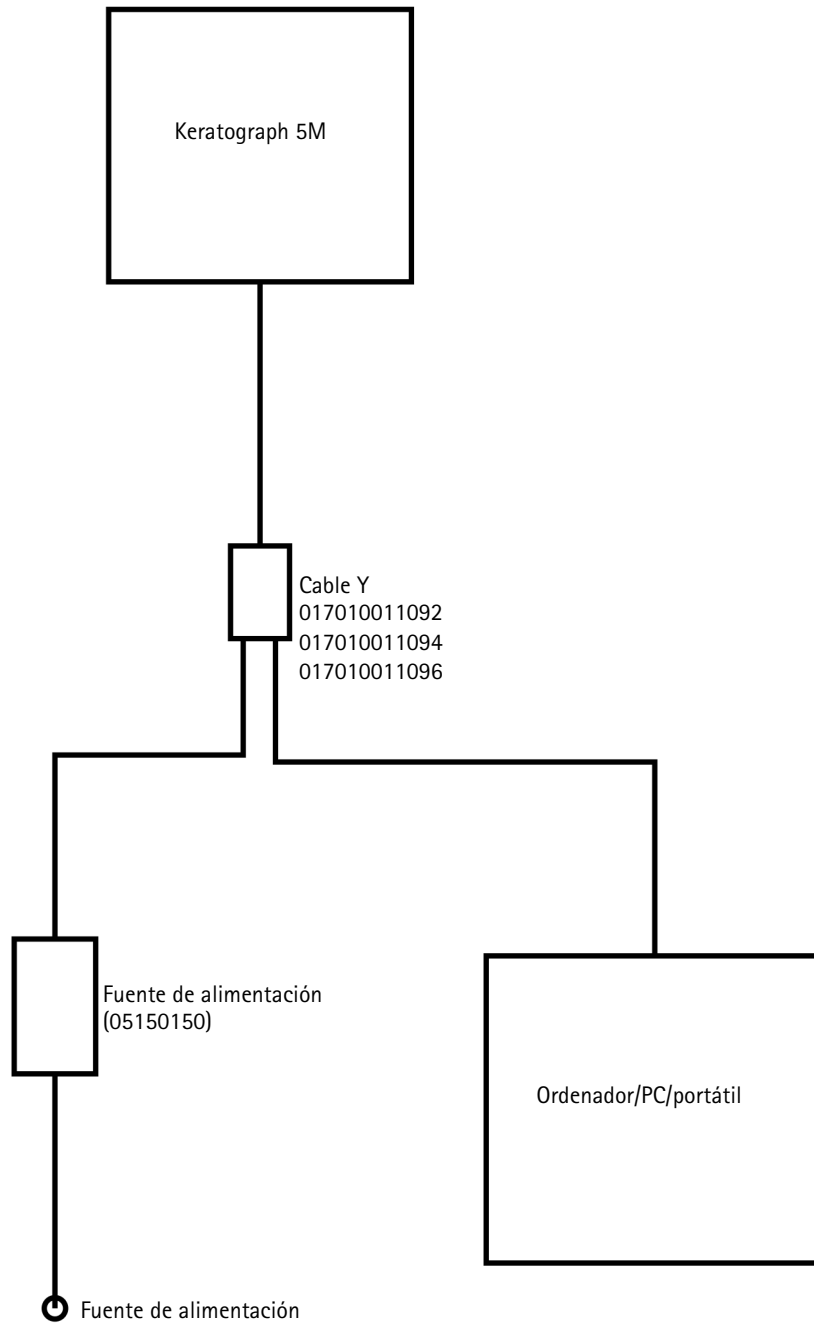 Keratograph 5M
Cable Y
017010011092
017010011094
017010011096
Fuente de alimentación
(05150150)
Ordenador/PC/portátil
Fuente de alimentación